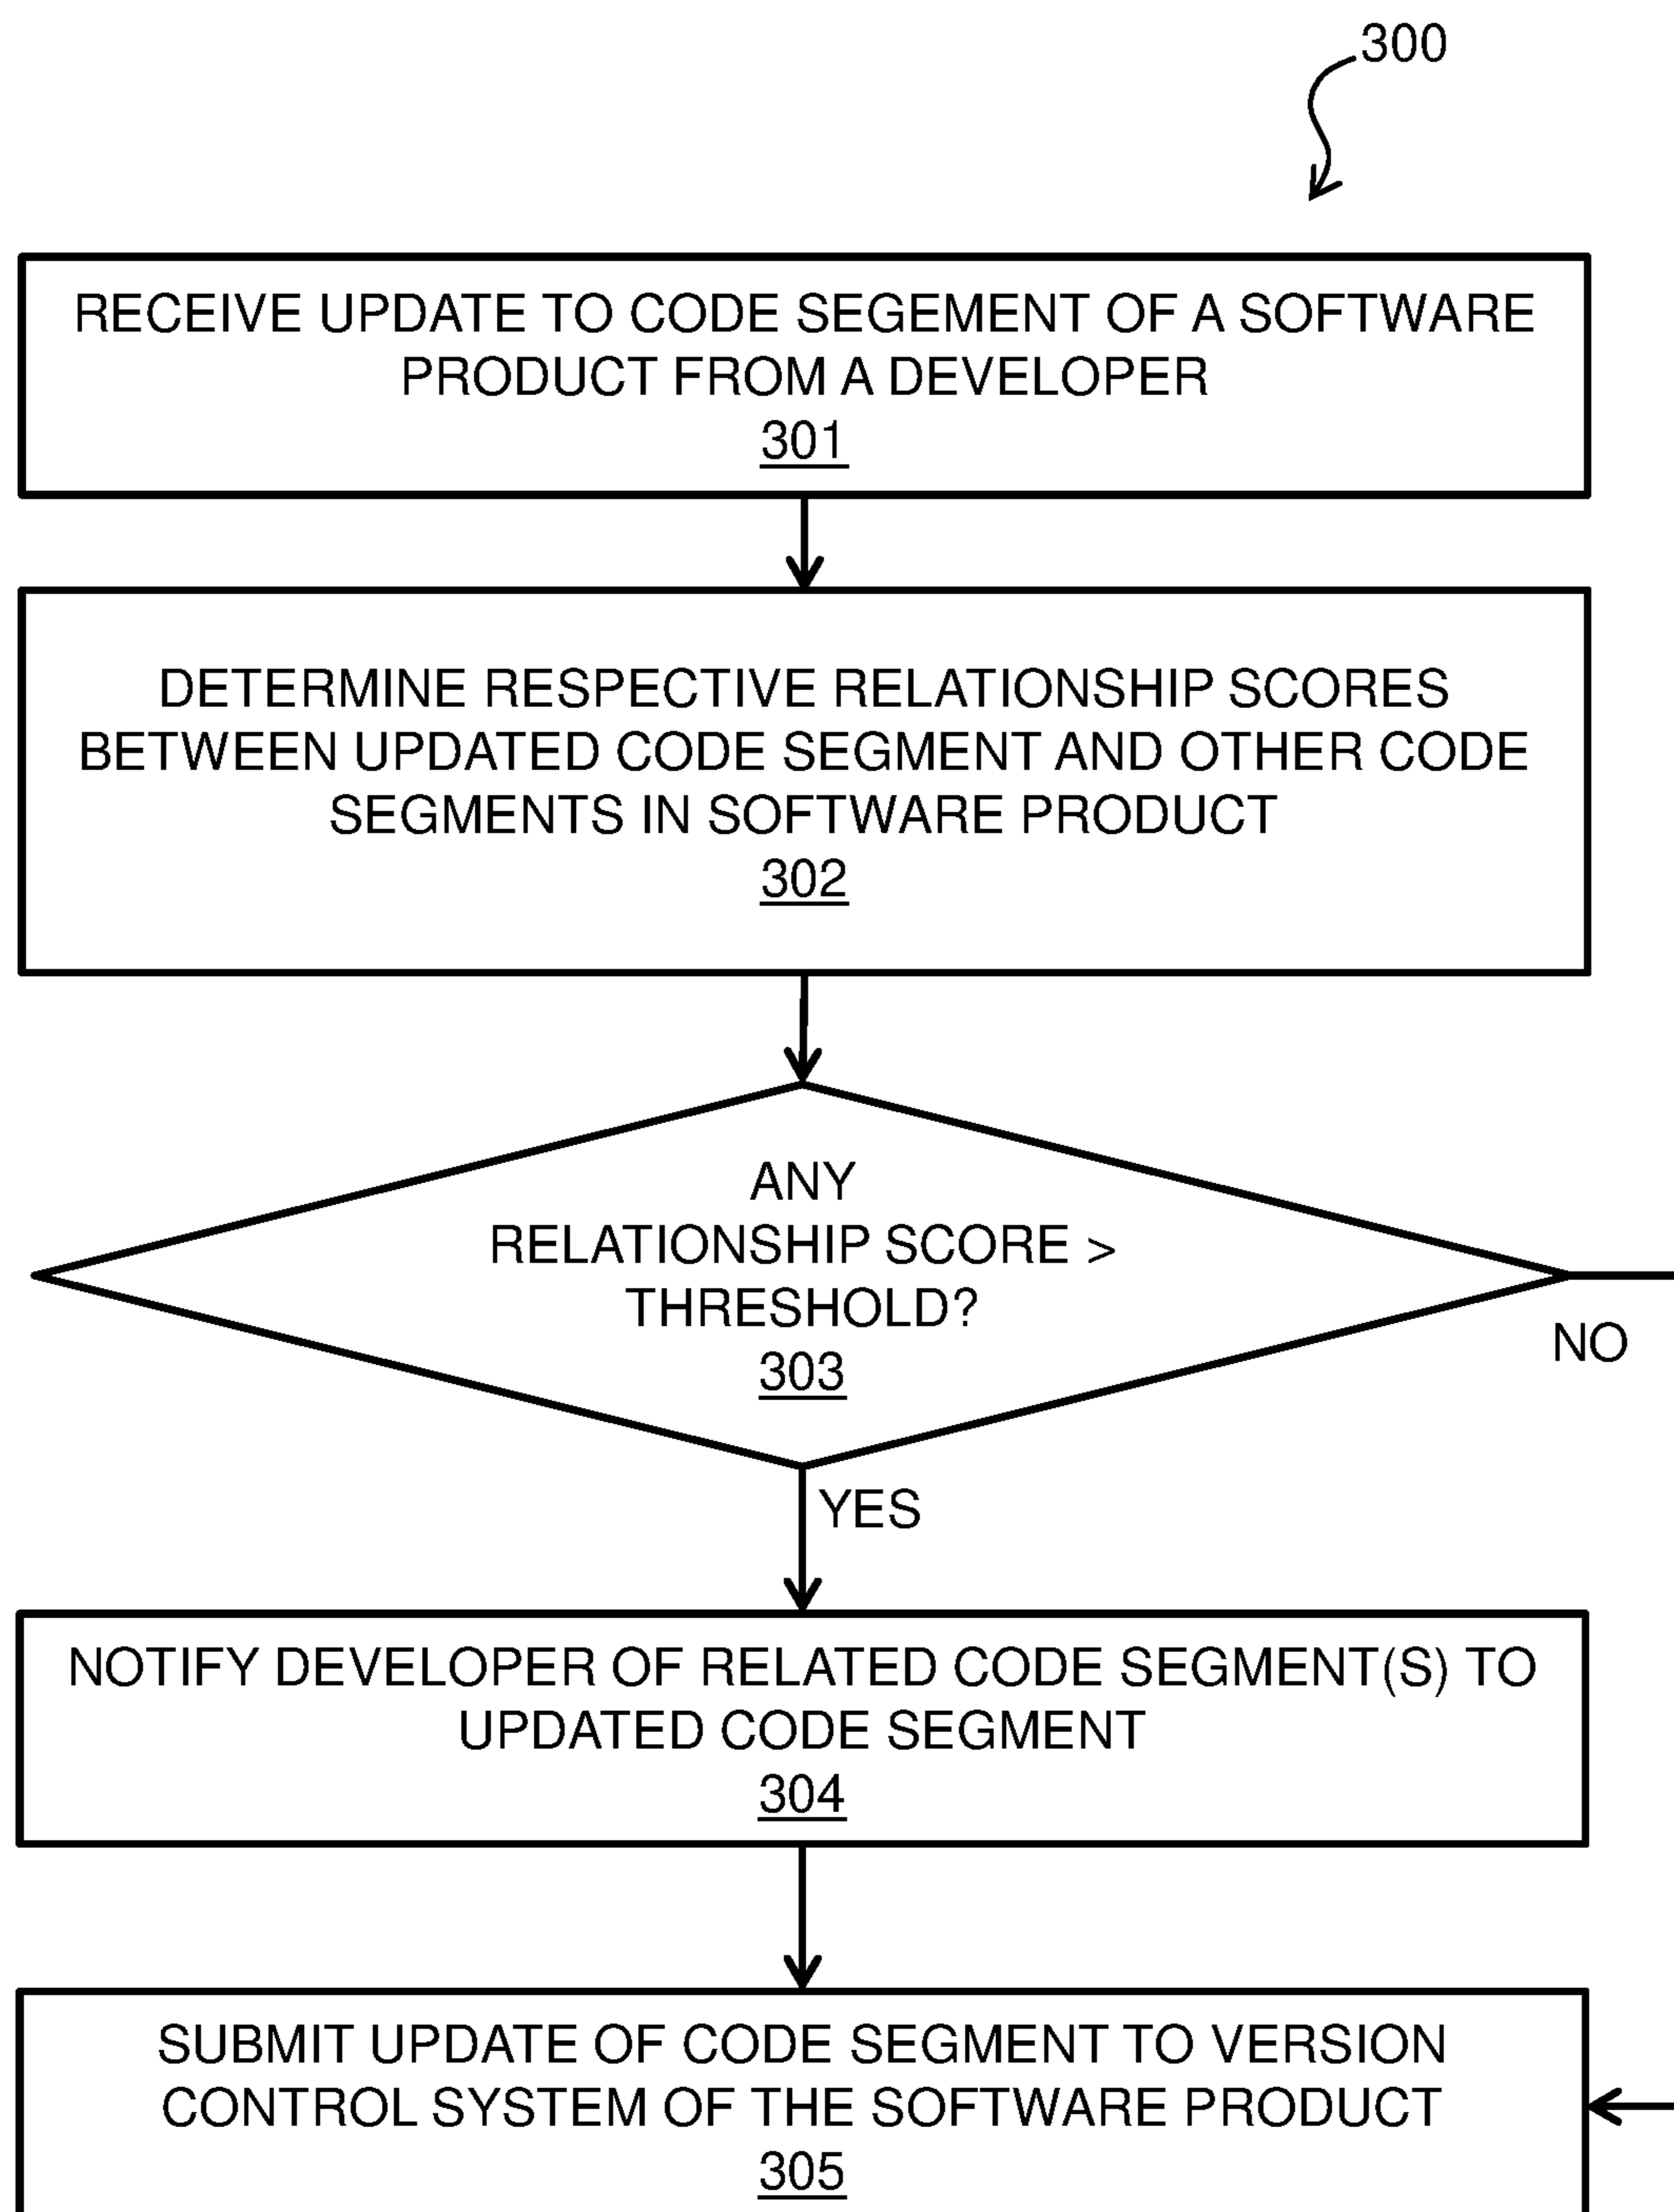 300
RECEIVE UPDATE TO CODE SEGEMENT OF A SOFTWARE
PRODUCT FROM A DEVELOPER
301
DETERMINE RESPECTIVE RELATIONSHIP SCORES
BETWEEN UPDATED CODE SEGMENT AND OTHER CODE
SEGMENTS IN SOFTWARE PRODUCT
302
ANY
RELATIONSHIP SCORE >
THRESHOLD?
303
NO
YES
NOTIFY DEVELOPER OF RELATED CODE SEGMENT(S) TO
UPDATED CODE SEGMENT
304
SUBMIT UPDATE OF CODE SEGMENT TO VERSION
CONTROL SYSTEM OF THE SOFTWARE PRODUCT
305